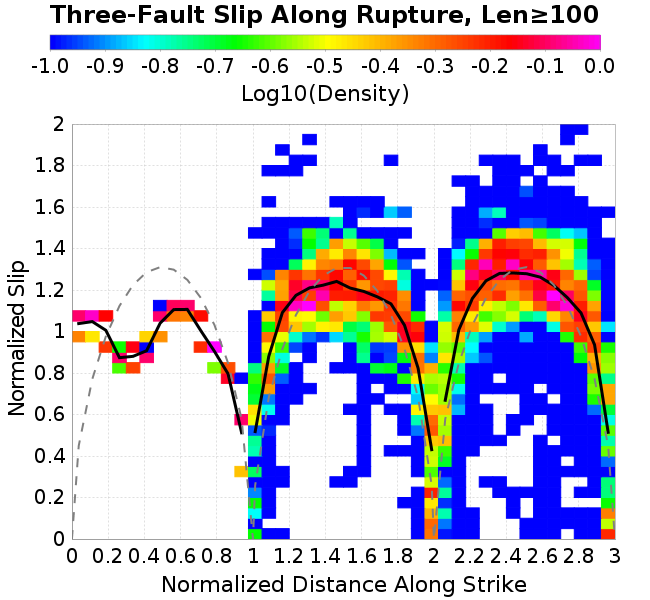 Three-Fault Slip Along Rupture, Len≥100
-1.0 -0.9 -0.8 -0.7 -0.6 -0.5 -0.4 -0.3 -0.2 -0.1 0.0
Log10(Density)
2
1.8
1.6
1.4
1.2
1
0.8
0.6
0.4
0.2
0
Normalized Slip
0 0.2 0.4 0.6 0.8 1 1.2 1.4 1.6 1.8 2 2.2 2.4 2.6 2.8 3
Normalized Distance Along Strike